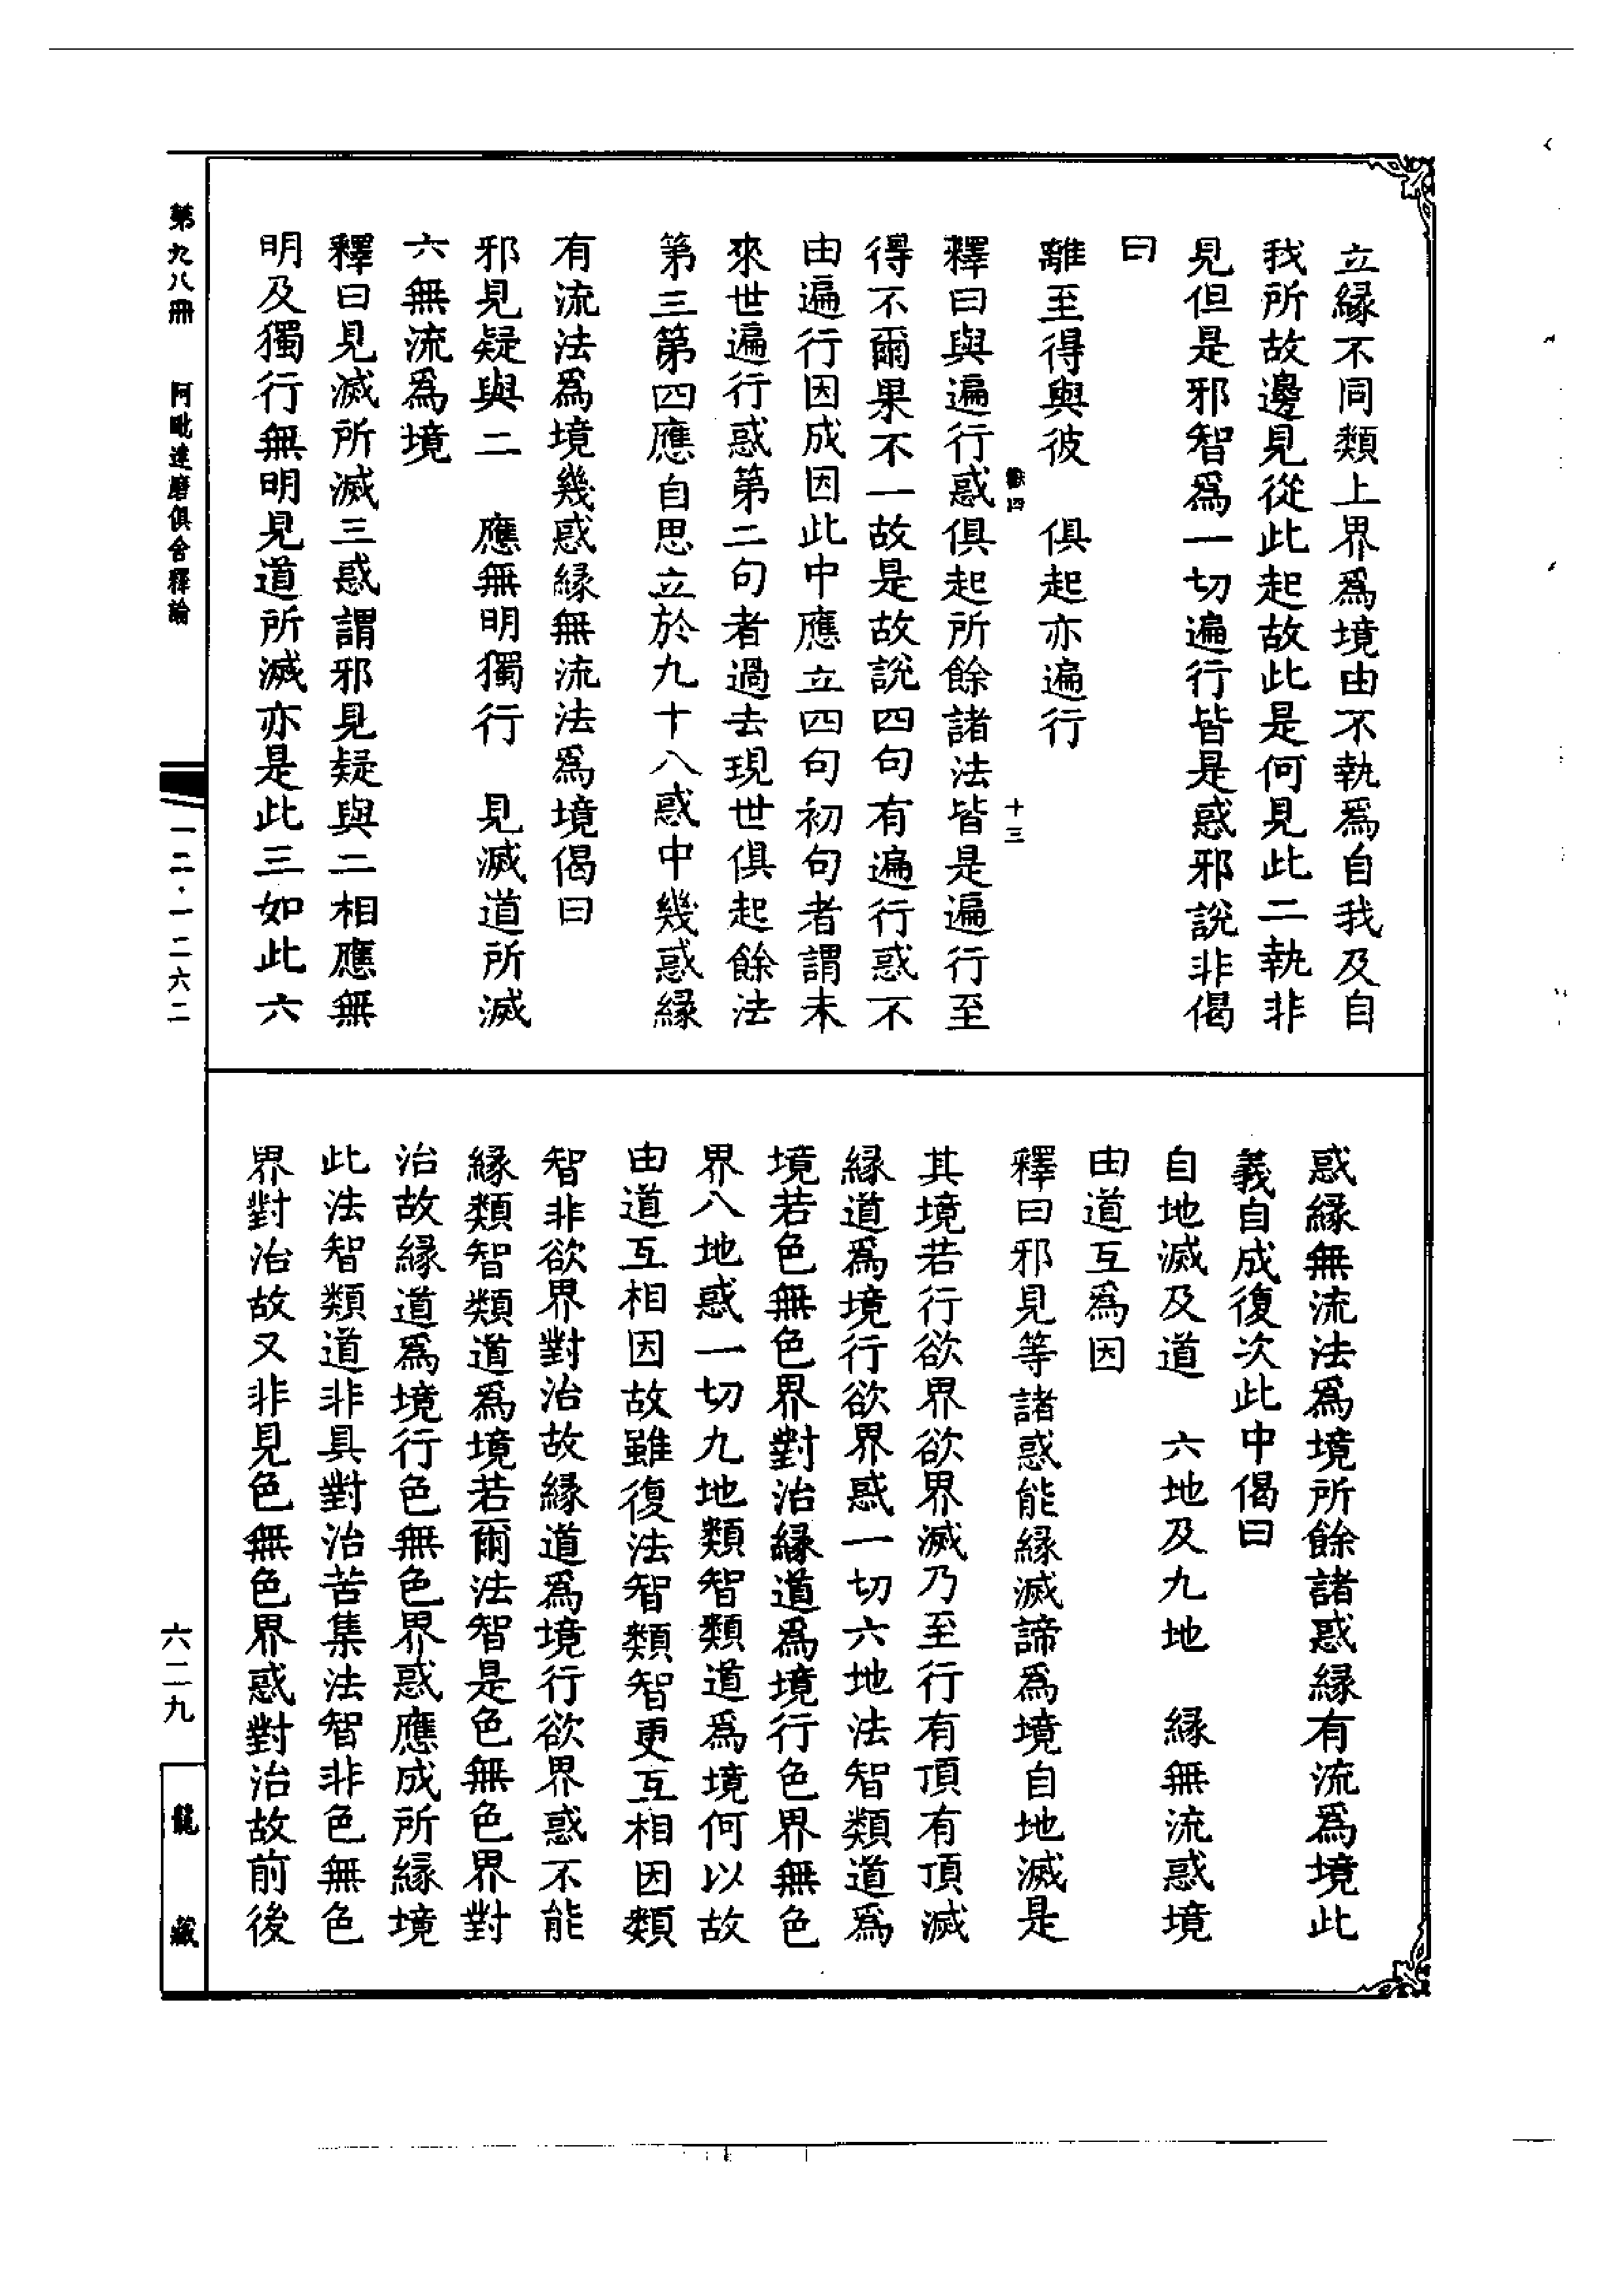 立緣不同類上界爲境由不執爲自我及自
我所故邊見從此起故此是何見此二執非
見但是邪智爲一切遍行皆是惑邪說非偈
曰
離至得與彼　俱起亦遍行
釋曰與遍行惑俱起所餘諸法皆是遍行至
得不爾果不一故是故說四句有遍行惑不
由遍行因成因此中應立四句初句者謂未
來世遍行惑第二句者過去現世俱起餘法
第三第四應自思立於九十八惑中幾惑緣
有流法爲境幾惑緣無流法爲境偈曰
邪見疑與二　應無明獨行　見滅道所滅
六無流爲境
釋曰見滅所滅三惑謂邪見疑與二相應無
明及獨行無明見道所滅亦是此三如此六
十三
惑緣無流法爲境所餘諸惑緣有流爲境此
義自成復次此中偈曰
自地滅及道　六地及九地　緣無流惑境
由道互爲因
釋曰邪見等諸惑能緣滅諦爲境自地滅是
其境若行欲界欲界滅乃至行有頂有頂滅
緣道爲境行欲界惑一切六地法智類道爲
境若色無色界對治緣道爲境行色界無色
界八地惑一切九地類智類道爲境何以故
由道互相因故雖復法智類智更互相因類
智非欲界對治故緣道爲境行欲界惑不能
緣類智類道爲境若爾法智是色無色界對
治故緣道爲境行色無色界惑應成所緣境
此法智類道非具對治苦集法智非色無色
界對治故又非見色無色界惑對治故前後
第九八冊　阿毗達磨俱舍釋論
一二·一二六二
六二九
龍藏